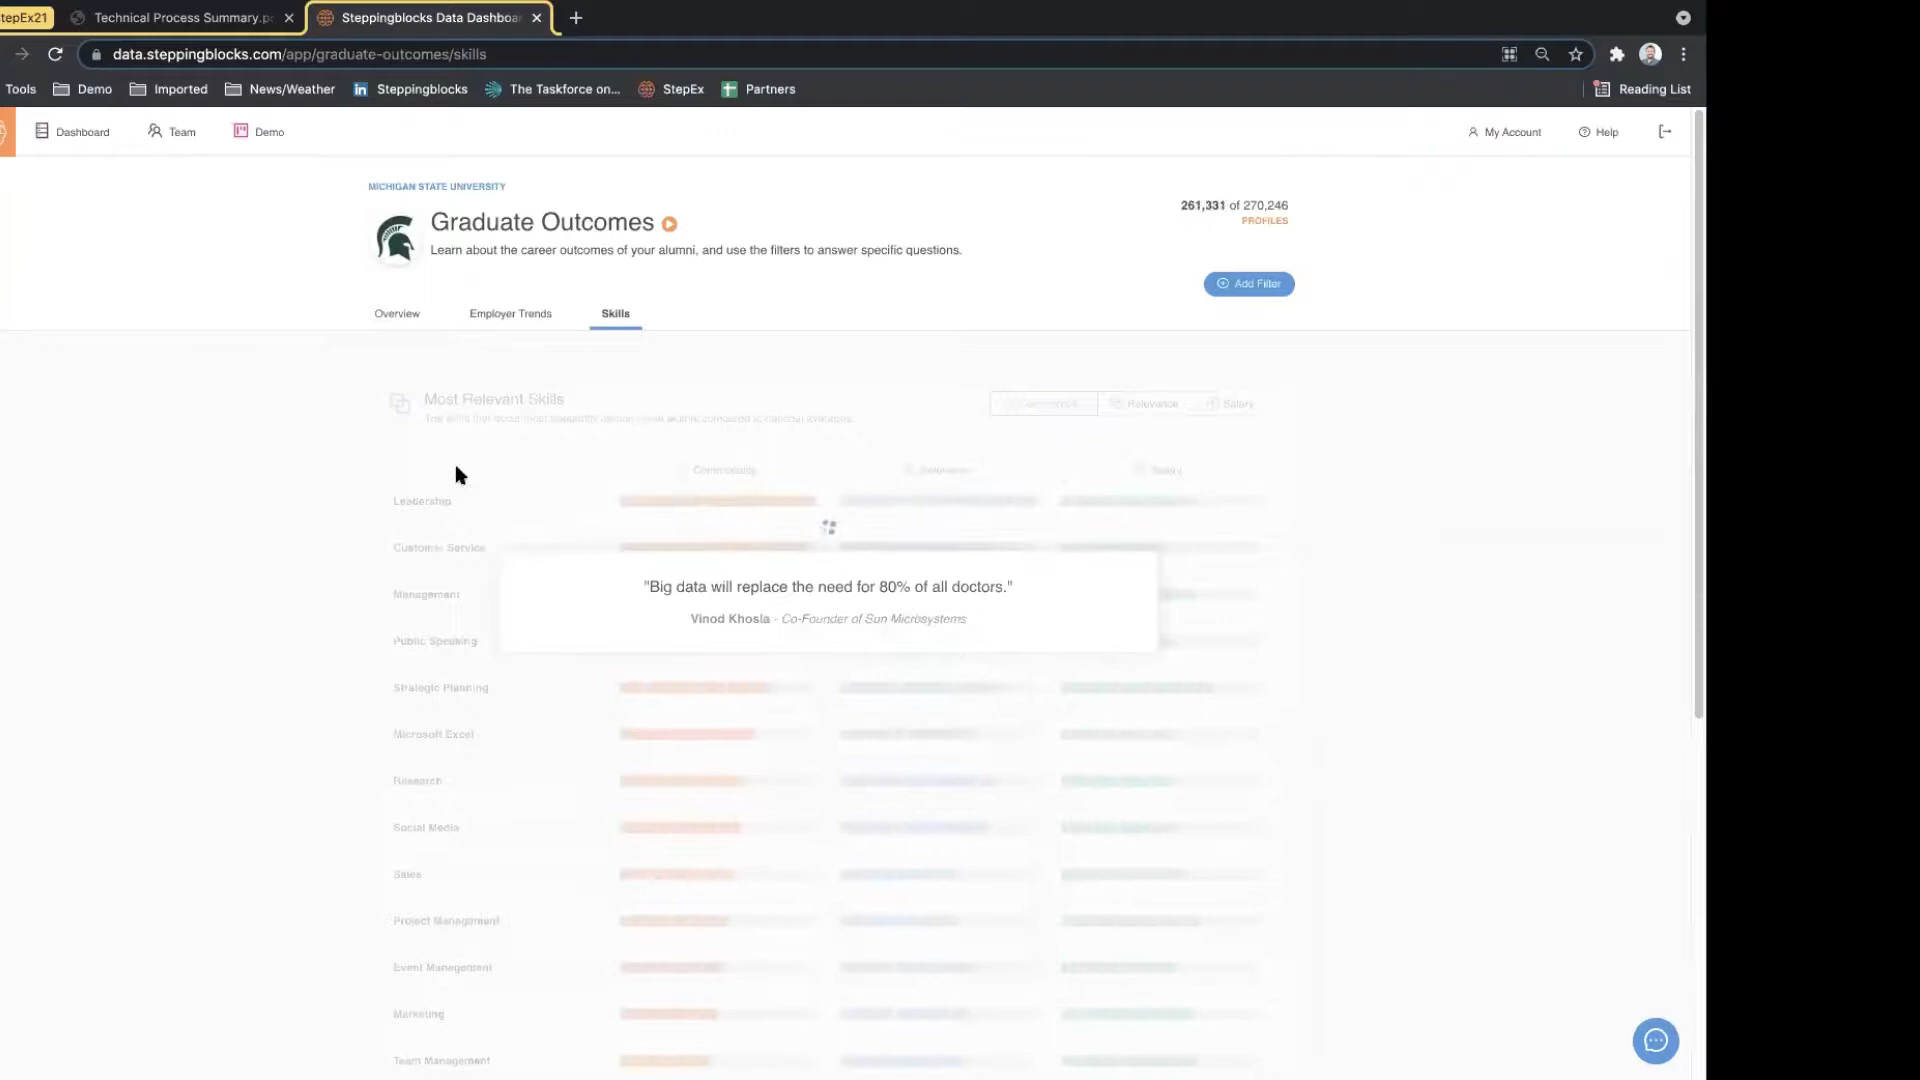 tepEx21
Technical Process Summary.p
Steppingblocks Data Dashboa
data.steppingblocks.com/app/graduate-outcomes/skills
Tools
Demo
Imported
News/Weather
Steppingblocks
The Taskforce on...
StepEx
Partners
Reading List
Dashboard
Team
Demo
My Account
Help
MICHIGAN STATE UNIVERSITY
Graduate Outcomes
Learn about the career outcomes of your alumni, and use the filters to answer specific questions.
261,331 of 270,246
PROFILES
Add Filter
Overview
Employer Trends
Skills
Most Relevant Skills
Relevance
Salary
Commonality
Salary
Leadership
Customer Service
Management
Public Speaking
Strategic Planning
Microsoft Excel
Research
Social Media
Sales
Project Management
Event Management
Marketing
Team Management
"Big data will replace the need for 80% of all doctors."
Vinod Khosla - Co-Founder of Sun Microsystems